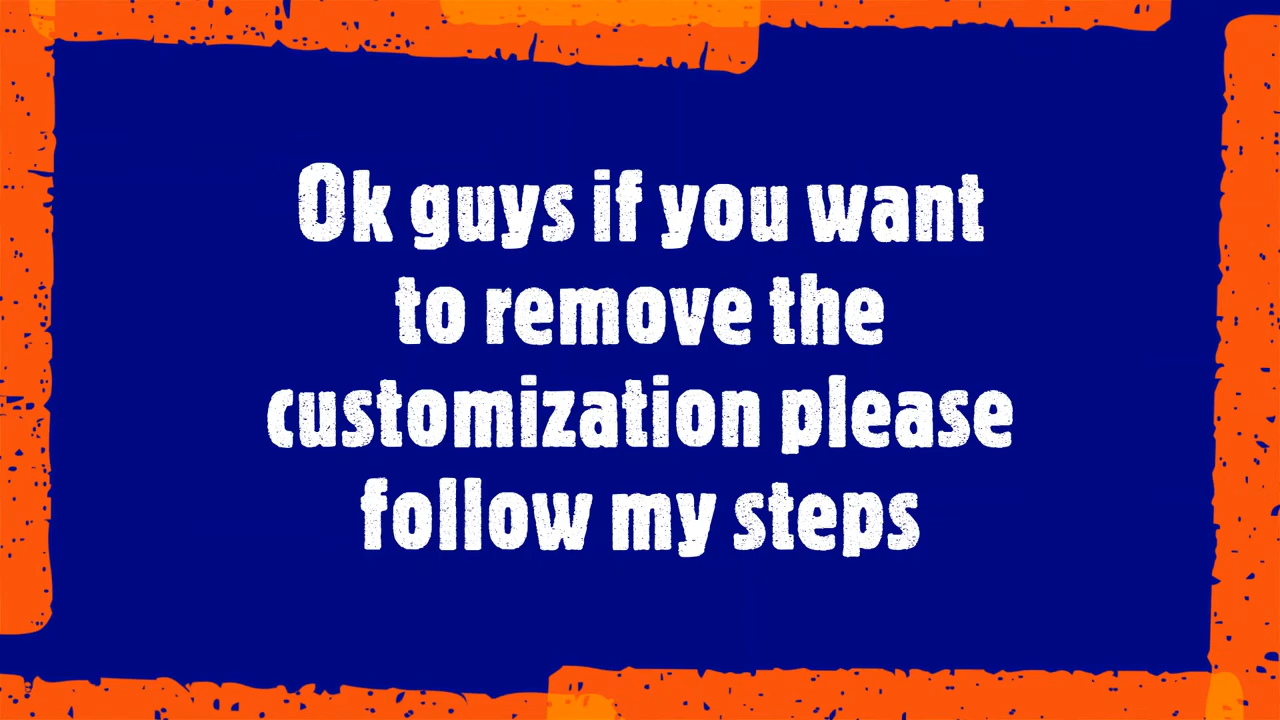 Ok guys if you want
to remove the
customization please
follow my steps